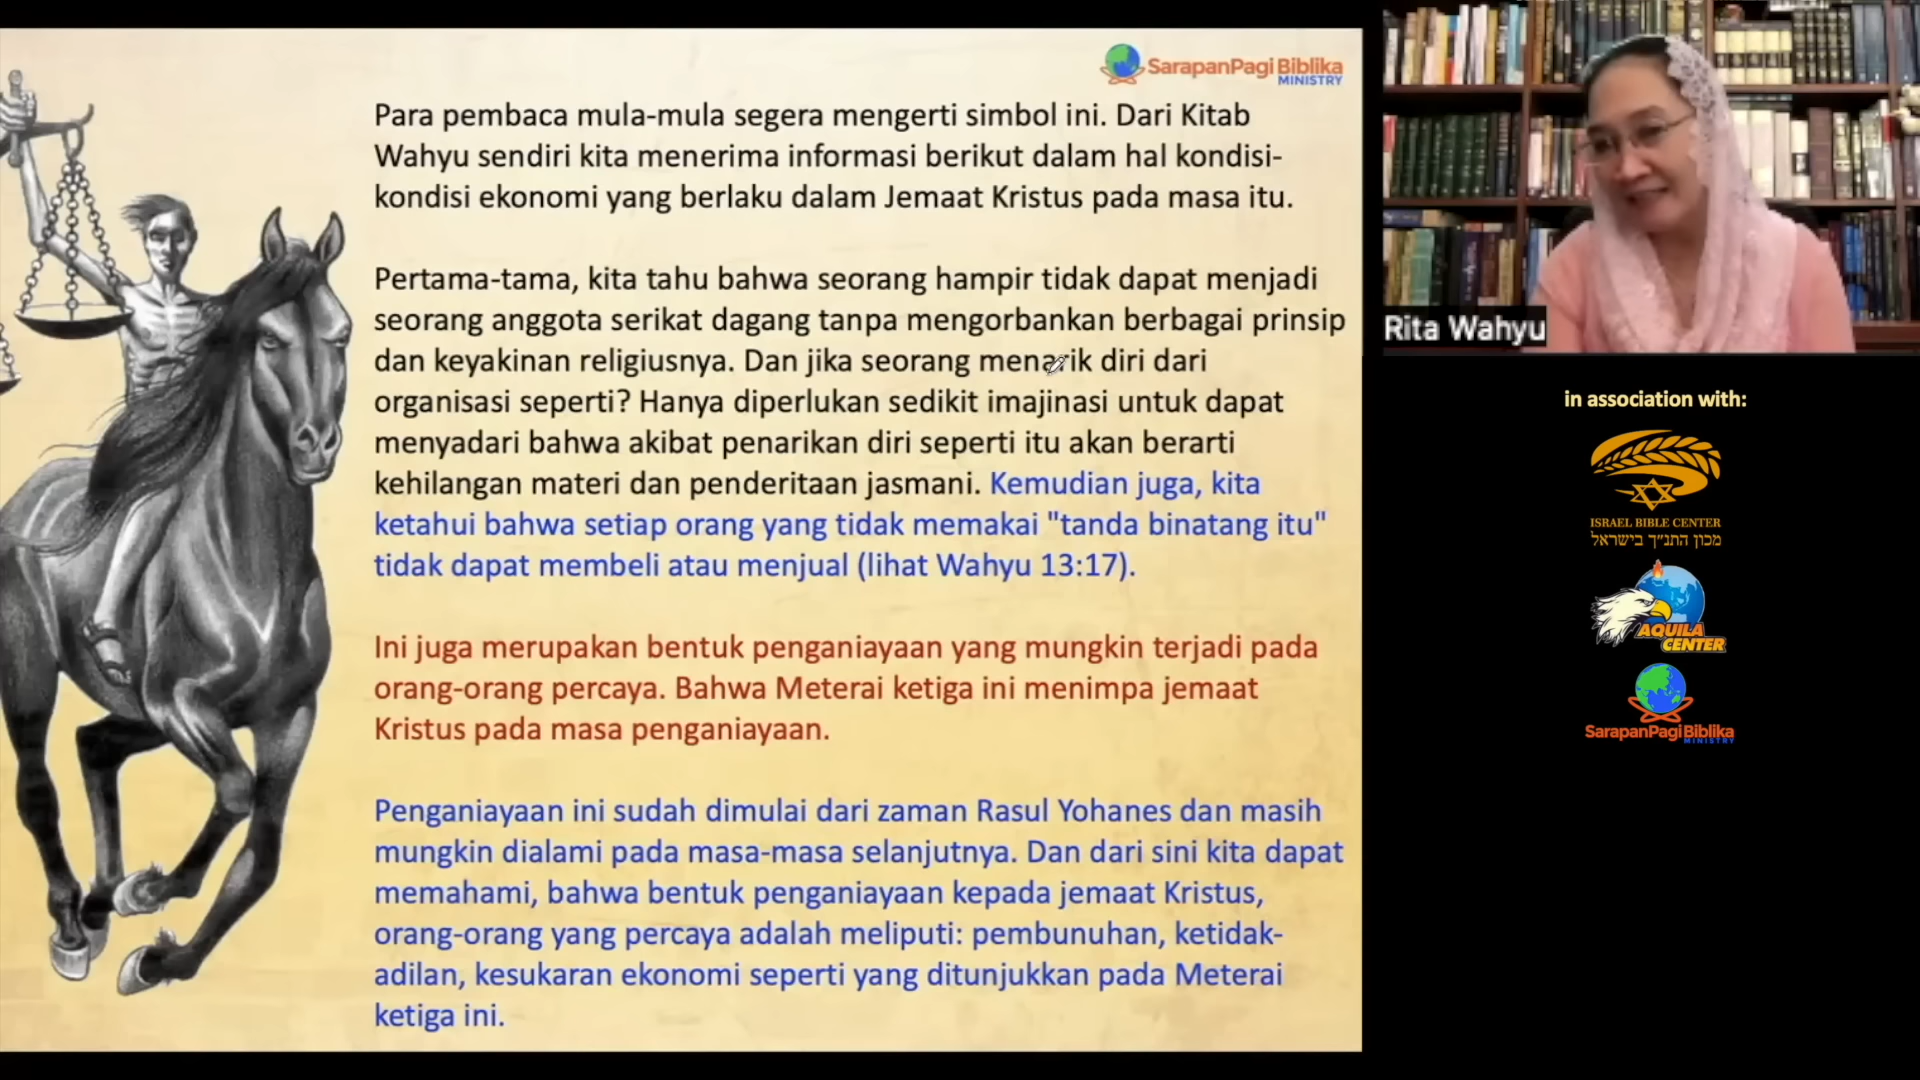 SarapanPagi Biblika
MINISTRY
Para pembaca mula-mula segera mengerti simbol ini. Dari Kitab
Wahyu sendiri kita menerima informasi berikut dalam hal kondisi-
kondisi ekonomi yang berlaku dalam Jemaat Kristus pada masa itu.
Pertama-tama, kita tahu bahwa seorang hampir tidak dapat menjadi
seorang anggota serikat dagang tanpa mengorbankan berbagai prinsip
dan keyakinan religiusnya. Dan jika seorang menarik diri dari
organisasi seperti? Hanya diperlukan sedikit imajinasi untuk dapat
menyadari bahwa akibat penarikan diri seperti itu akan berarti
kehilangan materi dan penderitaan jasmani. Kemudian juga, kita
ketahui bahwa setiap orang yang tidak memakai "tanda binatang itu"
tidak dapat membeli atau menjual (lihat Wahyu 13:17).
Ini juga merupakan bentuk penganiayaan yang mungkin terjadi pada
orang-orang percaya. Bahwa Meterai ketiga ini menimpa jemaat
Kristus pada masa penganiayaan.
Penganiayaan ini sudah dimulai dari zaman Rasul Yohanes dan masih
mungkin dialami pada masa-masa selanjutnya. Dan dari sini kita dapat
memahami, bahwa bentuk penganiayaan kepada jemaat Kristus,
orang-orang yang percaya adalah meliputi: pembunuhan, ketidak-
adilan, kesukaran ekonomi seperti yang ditunjukkan pada Meterai
ketiga ini.
Rita Wahyu
in association with:
ISRAEL BIBLE CENTER
מכון התנ״ך בישראל
AQUILA
CENTER
SarapanPagi Biblika
MINISTRY